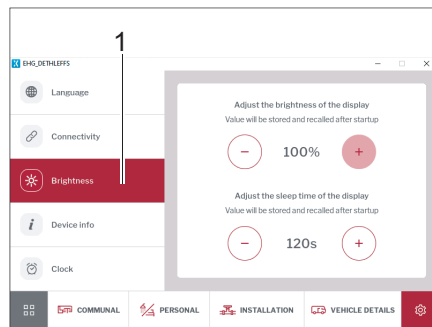 1
EHG_DETHLEFFS
Language
Connectivity
Brightness
Device info
Clock
Adjust the brightness of the display
Value will be stored and recalled after startup
− 100% +
Adjust the sleep time of the display
Value will be stored and recalled after startup
− 120s +
COMMUNAL PERSONAL INSTALLATION VEHICLE DETAILS